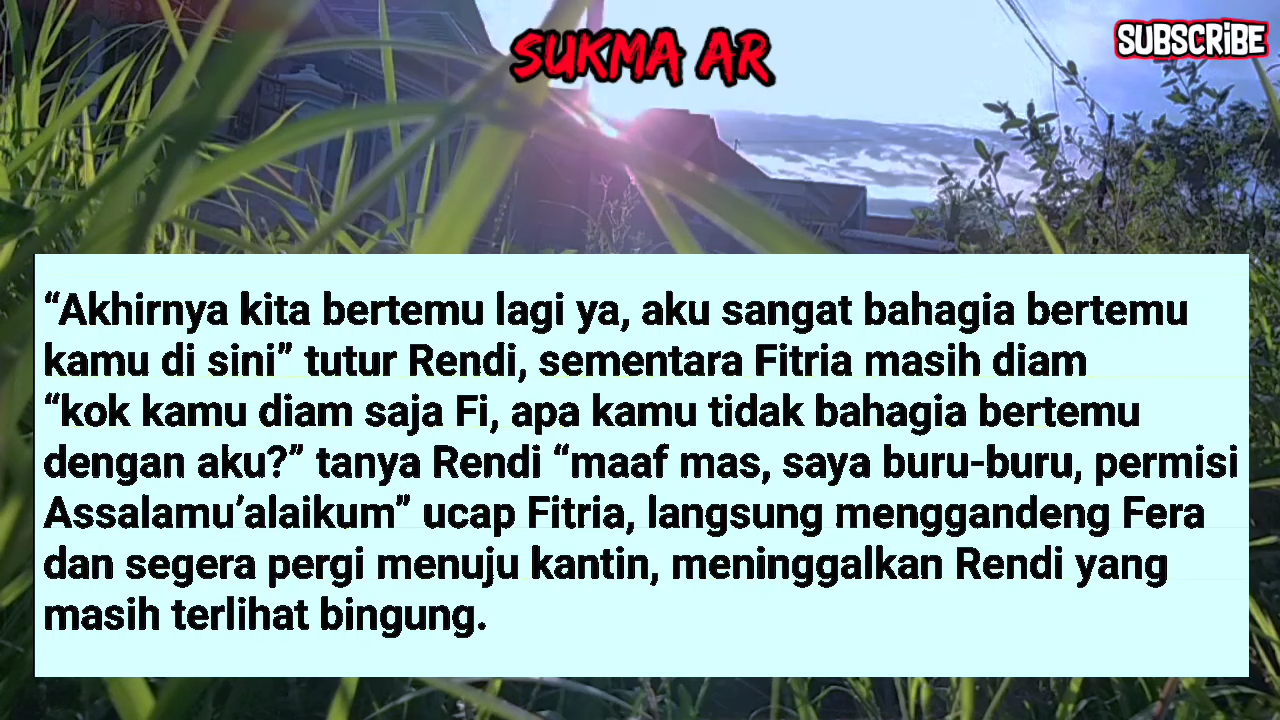 SUKMA AR
SUBSCRIBE
“Akhirnya kita bertemu lagi ya, aku sangat bahagia bertemu
kamu di sini” tutur Rendi, sementara Fitria masih diam
“kok kamu diam saja Fi, apa kamu tidak bahagia bertemu
dengan aku?” tanya Rendi “maaf mas, saya buru-buru, permisi
Assalamu’alaikum” ucap Fitria, langsung menggandeng Fera
dan segera pergi menuju kantin, meninggalkan Rendi yang
masih terlihat bingung.